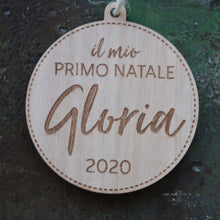 il mio
PRIMO NATALE
Gloria
2020